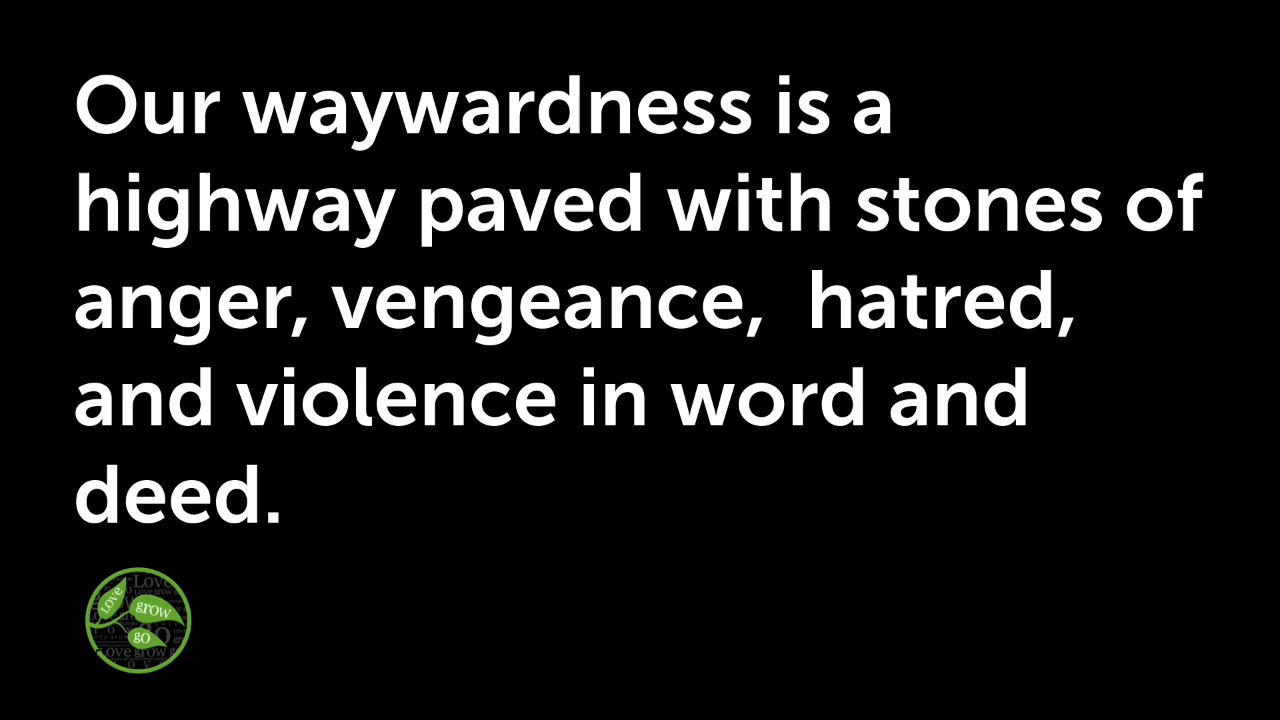 Our waywardness is a
highway paved with stones of
anger, vengeance,  hatred,
and violence in word and
deed.
Love
grow
go